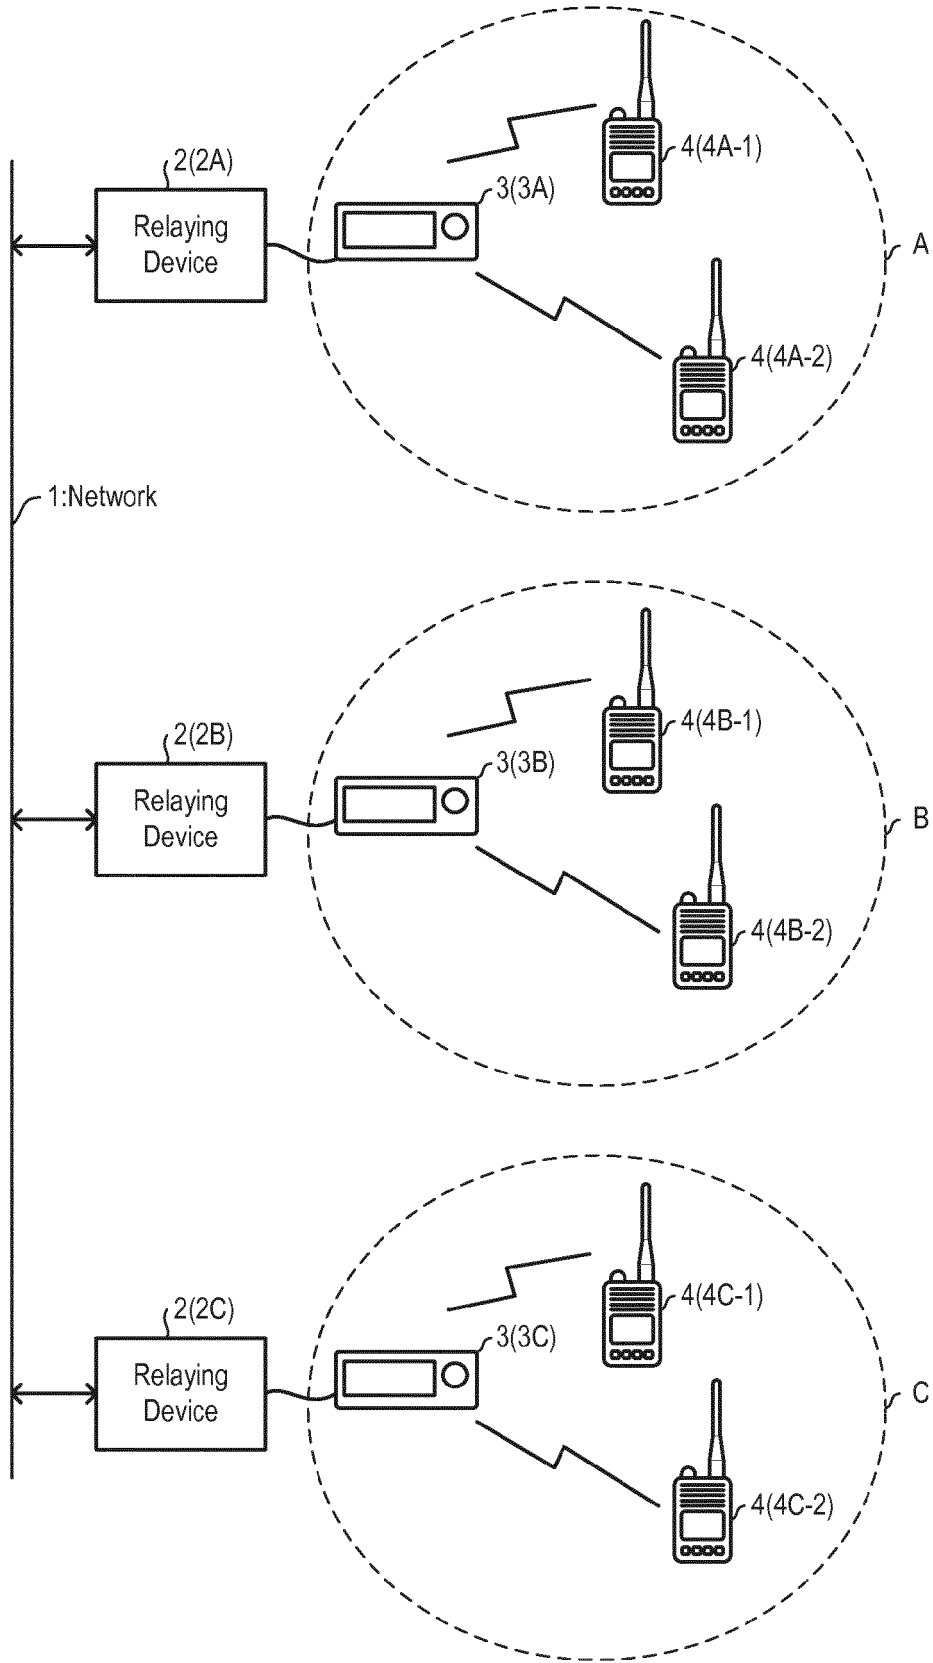 4(4A-1)
2(2A)
3(3A)
Relaying
Device
A
4(4A-2)
1:Network
4(4B-1)
2(2B)
3(3B)
Relaying
Device
B
4(4B-2)
4(4C-1)
2(2C)
3(3C)
Relaying
Device
C
4(4C-2)